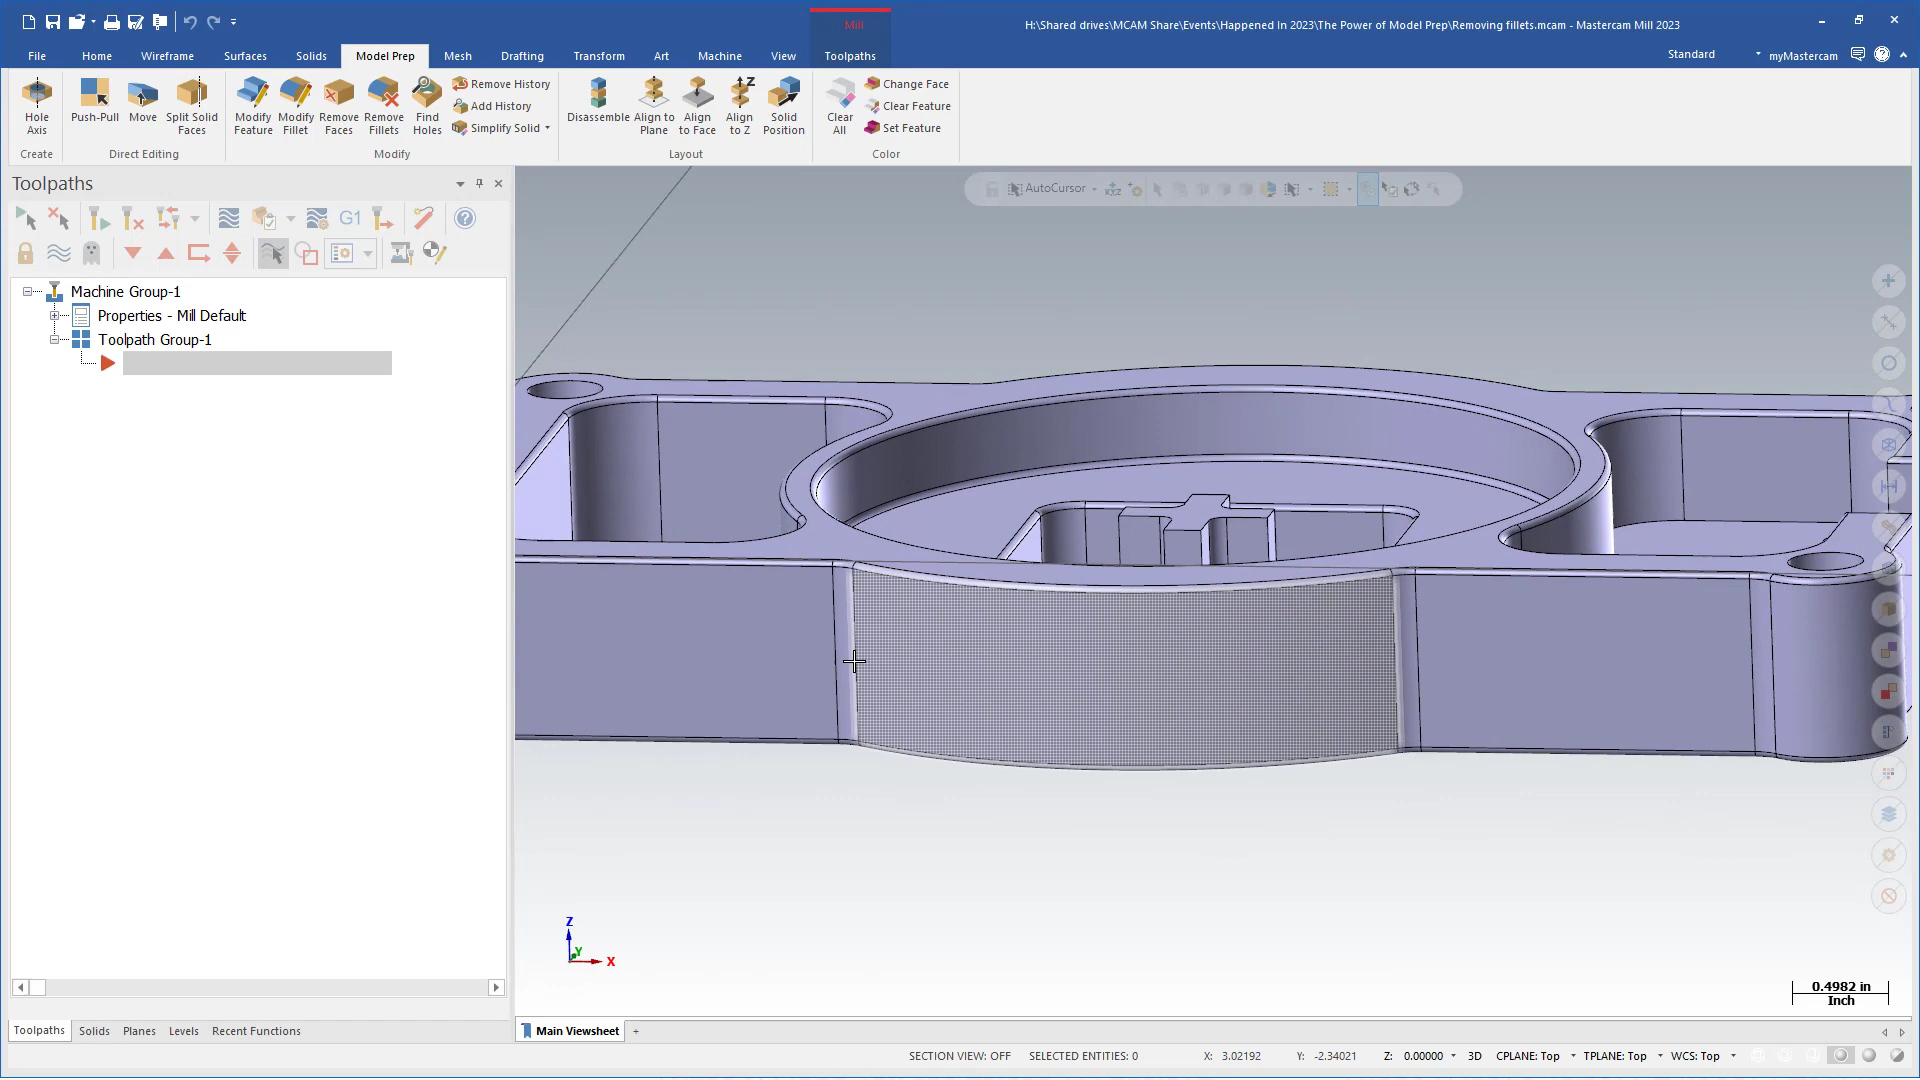 Mill
H:\Shared drives\MCAM Share\Events\Happened In 2023\The Power of Model Prep\Removing fillets.mcam - Mastercam Mill 2023
File Home Wireframe Surfaces Solids Model Prep Mesh Drafting Transform Art Machine View Toolpaths
Standard myMastercam
Hole Axis
Push-Pull
Move
Split Solid Faces
Modify Feature
Modify Fillet
Remove Faces
Remove Fillets
Find Holes
Remove History
Add History
Simplify Solid
Disassemble
Align to Plane
Align to Face
Align to Z
Solid Position
Clear All
Change Face
Clear Feature
Set Feature
Create Direct Editing Modify Layout Color
Toolpaths
AutoCursor
XYZ
G1
Machine Group-1
Properties - Mill Default
Toolpath Group-1
Z
Y
X
0.4982 in
Inch
Toolpaths Solids Planes Levels Recent Functions
Main Viewsheet +
SECTION VIEW: OFF SELECTED ENTITIES: 0 X: 3.02192 Y: -2.34021 Z: 0.00000 3D CPLANE: Top TPLANE: Top WCS: Top